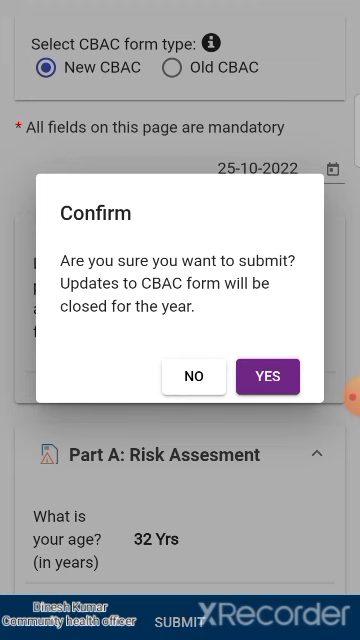 Select CBAC form type:
New CBAC Old CBAC
* All fields on this page are mandatory
25-10-2022
Confirm
Are you sure you want to submit?
Updates to CBAC form will be
closed for the year.
NO YES
Part A: Risk Assesment
What is
your age? 32 Yrs
(in years)
Dinesh Kumar
Community health officer
SUBMIT
XRecorder